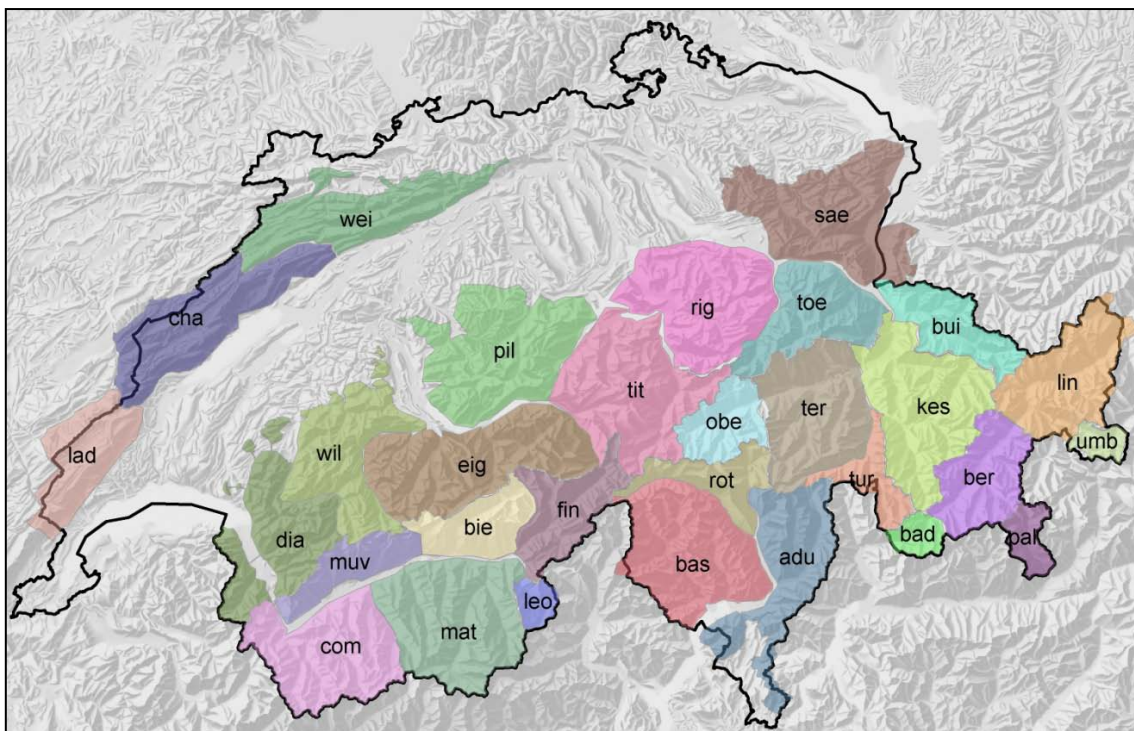 wei
sae
cha
rig
toe
bui
pil
lin
tit
kes
ter
obe
umb
lad
wil
eig
rot
tur
ber
fin
bie
dia
bad
pal
muv
bas
adu
leo
mat
com